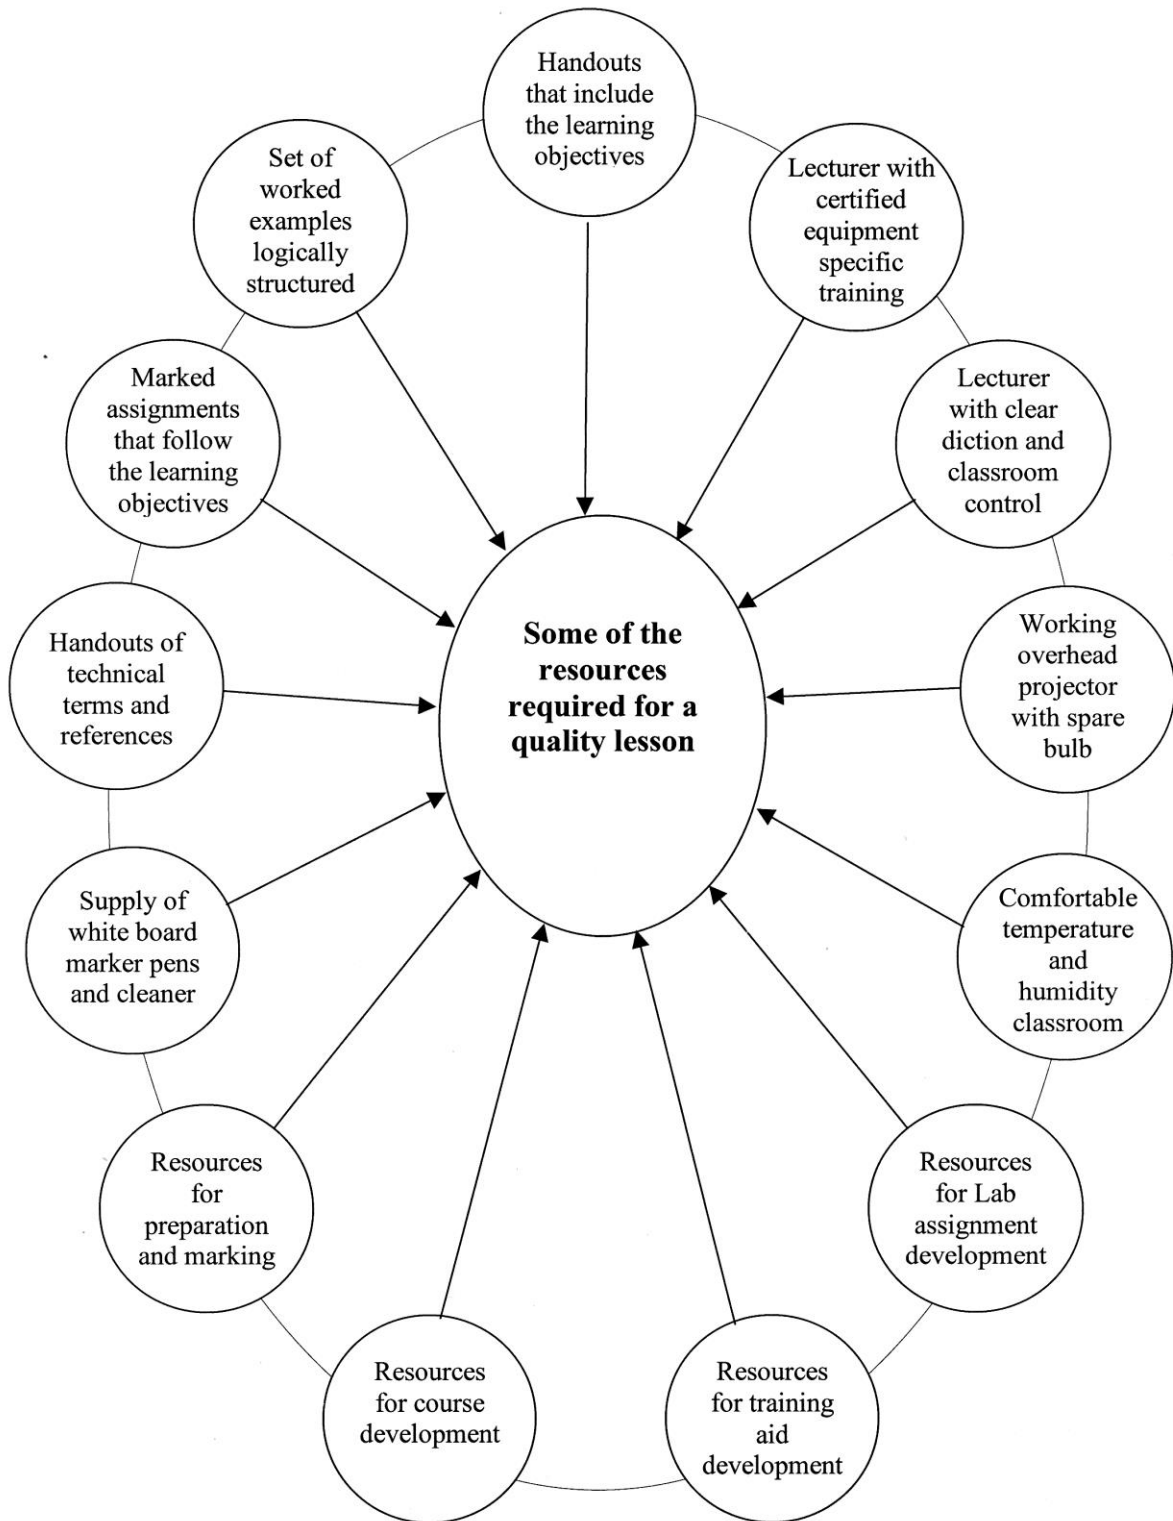 Handouts
that include
the learning
objectives
Lecturer with
certified
equipment
specific
training
Lecturer
with clear
diction and
classroom
control
Working
overhead
projector
with spare
bulb
Comfortable
temperature
and
humidity
classroom
Resources
for Lab
assignment
development
Resources
for training
aid
development
Resources
for course
development
Resources
for
preparation
and marking
Supply of
white board
marker pens
and cleaner
Handouts of
technical
terms and
references
Marked
assignments
that follow
the learning
objectives
Set of
worked
examples
logically
structured
Some of the
resources
required for a
quality lesson